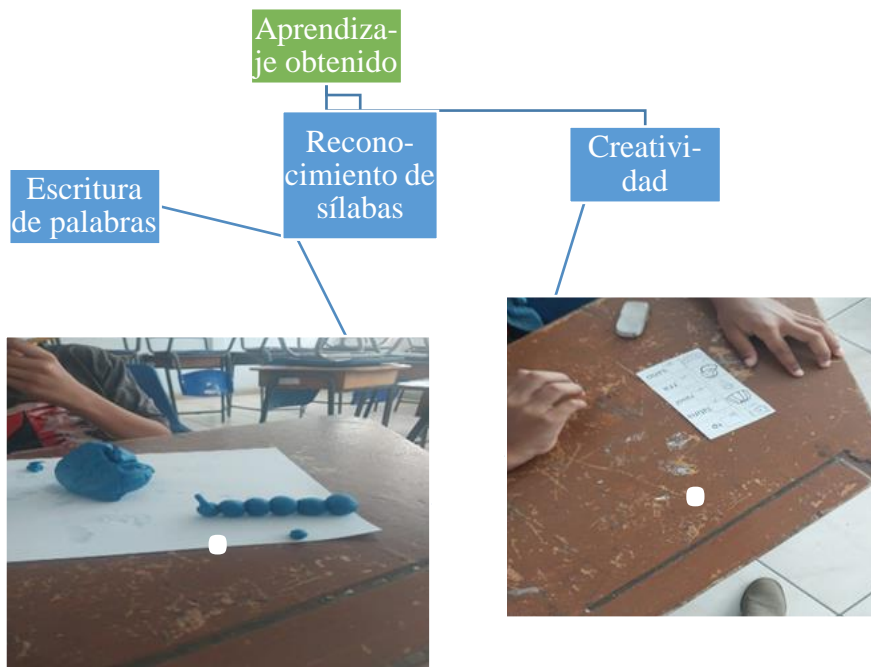 Aprendiza-
je obtenido
Recono-
cimiento de
sílabas
Creativi-
dad
Escritura
de palabras